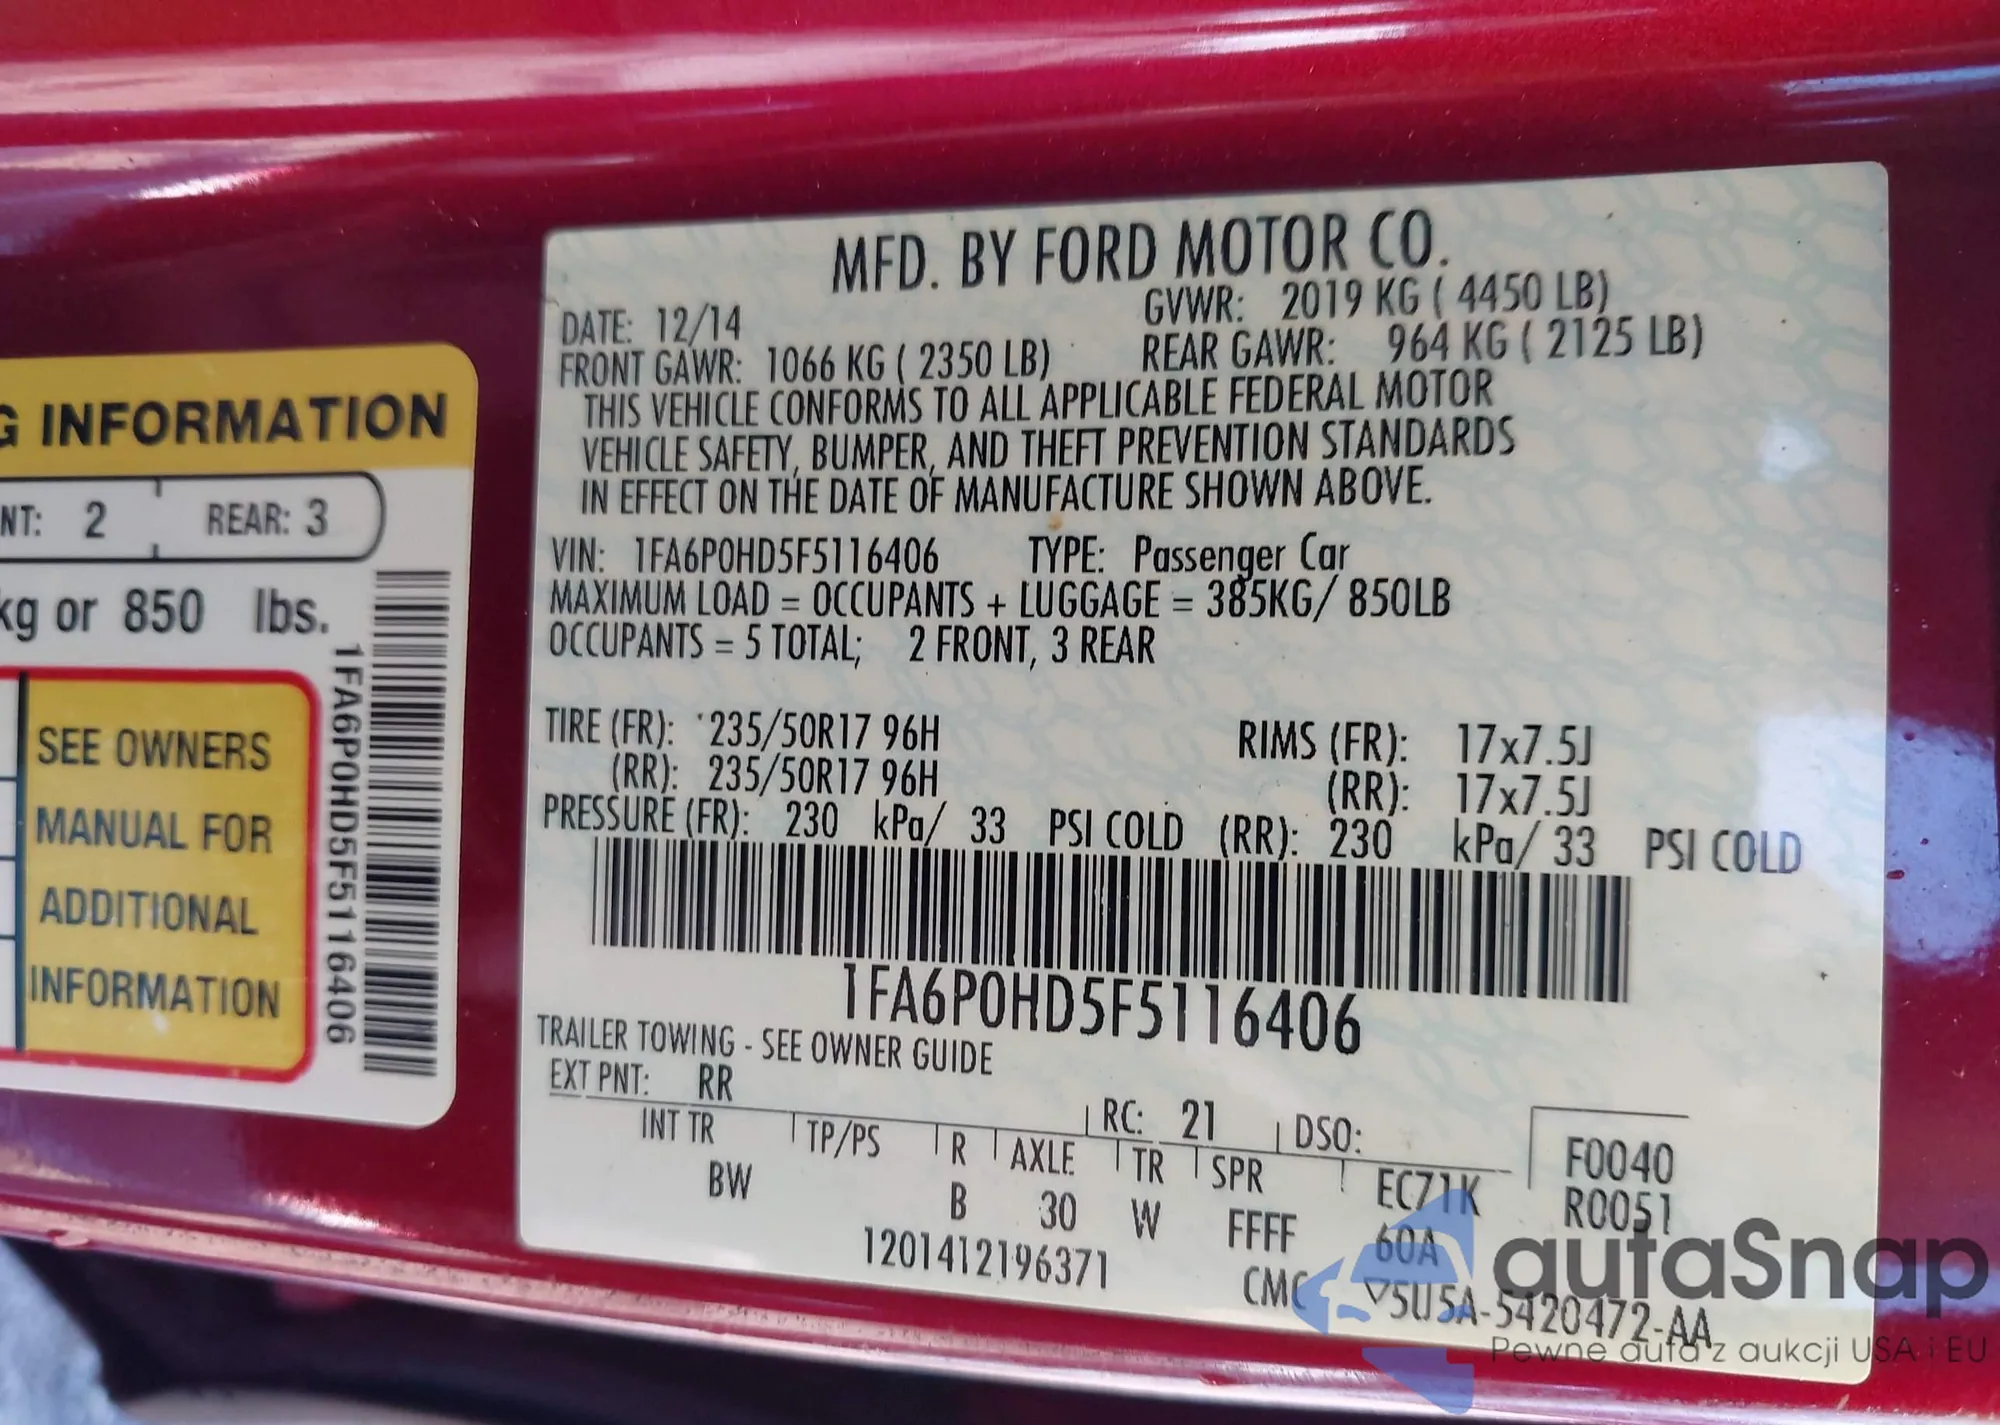 G INFORMATION
NT: 2 REAR: 3
kg or 850 lbs.
SEE OWNERS
MANUAL FOR
ADDITIONAL
INFORMATION
1FA6P0HD5F5116406
MFD. BY FORD MOTOR CO.
DATE: 12/14 GVWR: 2019 KG ( 4450 LB)
FRONT GAWR: 1066 KG ( 2350 LB) REAR GAWR: 964 KG ( 2125 LB)
THIS VEHICLE CONFORMS TO ALL APPLICABLE FEDERAL MOTOR
VEHICLE SAFETY, BUMPER, AND THEFT PREVENTION STANDARDS
IN EFFECT ON THE DATE OF MANUFACTURE SHOWN ABOVE.
VIN: 1FA6P0HD5F5116406 TYPE: Passenger Car
MAXIMUM LOAD = OCCUPANTS + LUGGAGE = 385KG/ 850LB
OCCUPANTS = 5 TOTAL; 2 FRONT, 3 REAR
TIRE (FR): 235/50R17 96H RIMS (FR): 17x7.5J
(RR): 235/50R17 96H (RR): 17x7.5J
PRESSURE (FR): 230 kPa/ 33 PSI COLD (RR): 230 kPa/ 33 PSI COLD
1FA6P0HD5F5116406
TRAILER TOWING - SEE OWNER GUIDE
EXT PNT: RR RC: 21 DSO: F0040
INT TR TP/PS R AXLE TR SPR EC71K R0051
BW B 30 W FFFF 60A
1201412196371 CMC ▽5U5A-5420472-AA
autaSnap
Pewne auta z aukcji USA i EU